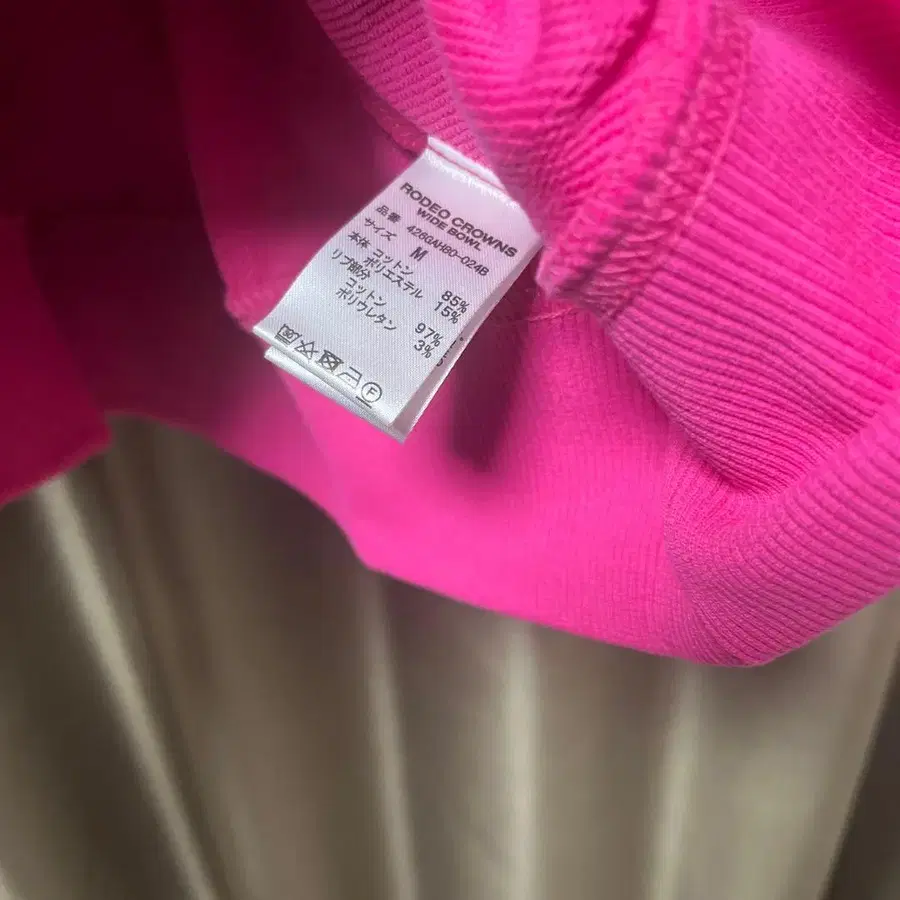 RODEO CROWNS
WIDE BOWL
品番 426GAH80-024B
サイズ M
本体 コットン 85%
ポリエステル 15%
リブ部分
コットン 97%
ポリウレタン 3%